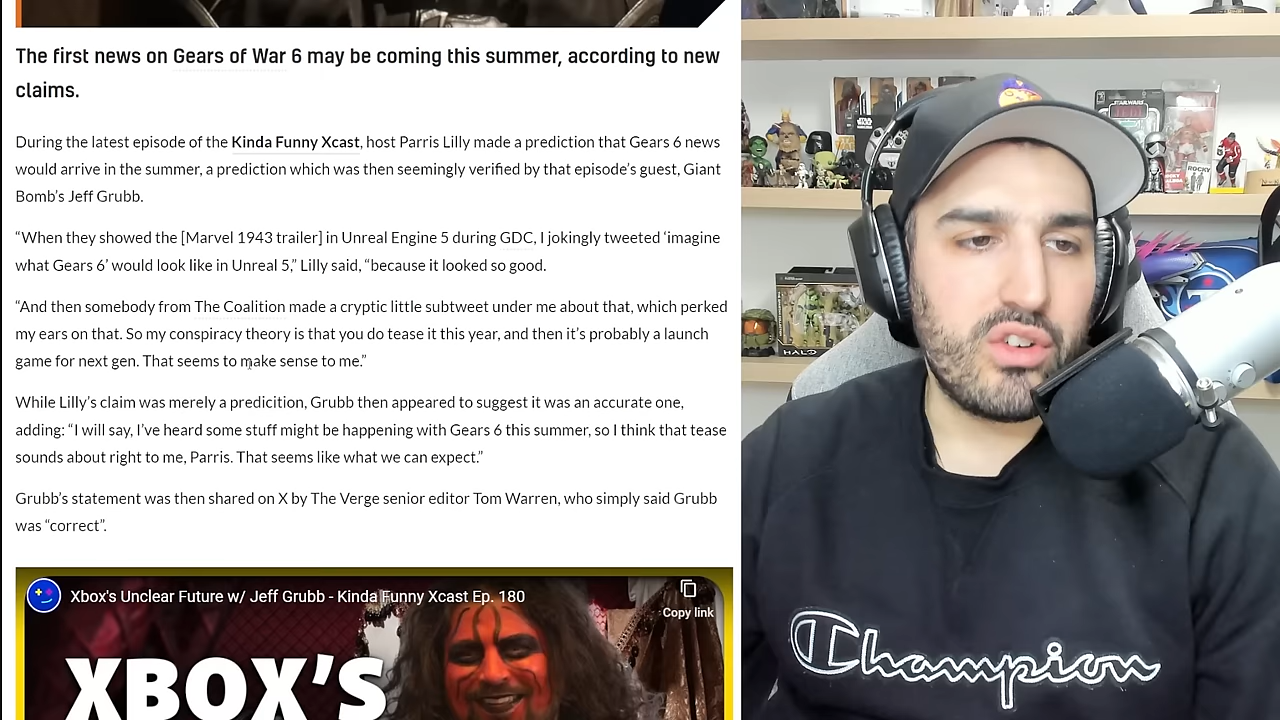 The first news on Gears of War 6 may be coming this summer, according to new
claims.
During the latest episode of the Kinda Funny Xcast, host Parris Lilly made a prediction that Gears 6 news
would arrive in the summer, a prediction which was then seemingly verified by that episode’s guest, Giant
Bomb’s Jeff Grubb.
“When they showed the [Marvel 1943 trailer] in Unreal Engine 5 during GDC, I jokingly tweeted ‘imagine
what Gears 6’ would look like in Unreal 5,” Lilly said, “because it looked so good.
“And then somebody from The Coalition made a cryptic little subtweet under me about that, which perked
my ears on that. So my conspiracy theory is that you do tease it this year, and then it’s probably a launch
game for next gen. That seems to make sense to me.”
While Lilly’s claim was merely a predicition, Grubb then appeared to suggest it was an accurate one,
adding: “I will say, I’ve heard some stuff might be happening with Gears 6 this summer, so I think that tease
sounds about right to me, Parris. That seems like what we can expect.”
Grubb’s statement was then shared on X by The Verge senior editor Tom Warren, who simply said Grubb
was “correct”.
Xbox's Unclear Future w/ Jeff Grubb - Kinda Funny Xcast Ep. 180
Copy link
XBOX'S
STAR WARS
ROCKY
HALO
Champion